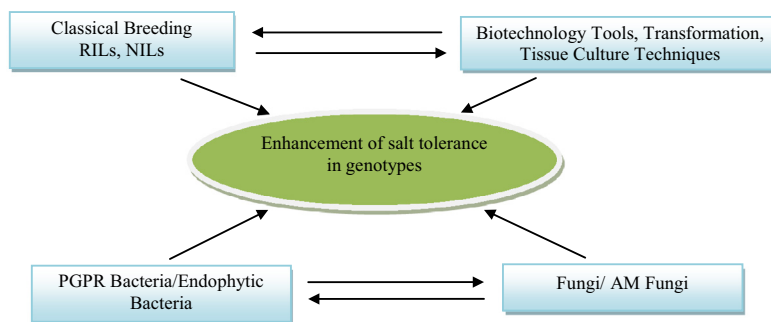 Classical Breeding
RILs, NILs
Biotechnology Tools, Transformation,
Tissue Culture Techniques
Enhancement of salt tolerance
in genotypes
PGPR Bacteria/Endophytic
Bacteria
Fungi/ AM Fungi